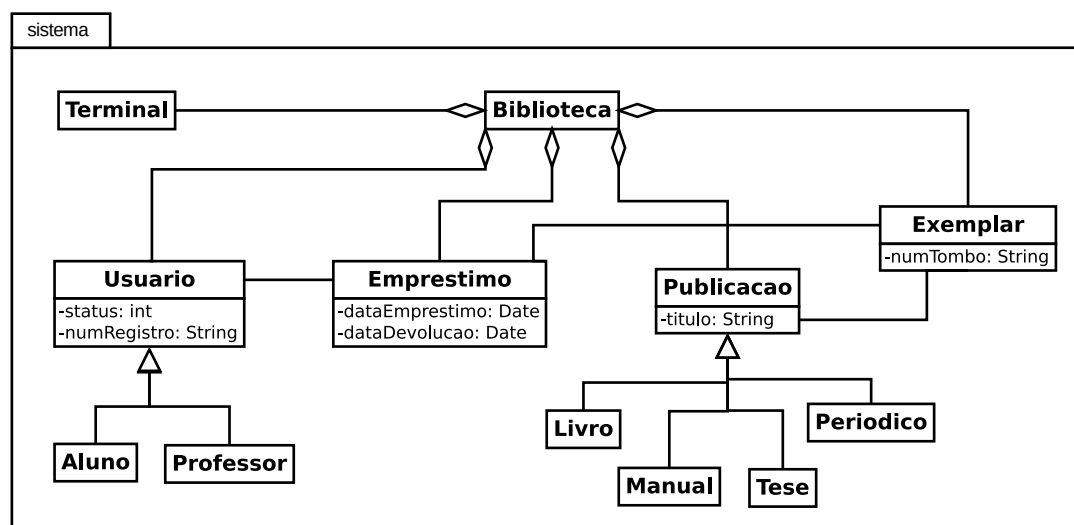 sistema
Terminal
Biblioteca
Exemplar
-numTombo: String
Usuario
-status: int
-numRegistro: String
Emprestimo
-dataEmprestimo: Date
-dataDevolucao: Date
Publicacao
-titulo: String
Aluno
Professor
Livro
Periodico
Manual
Tese